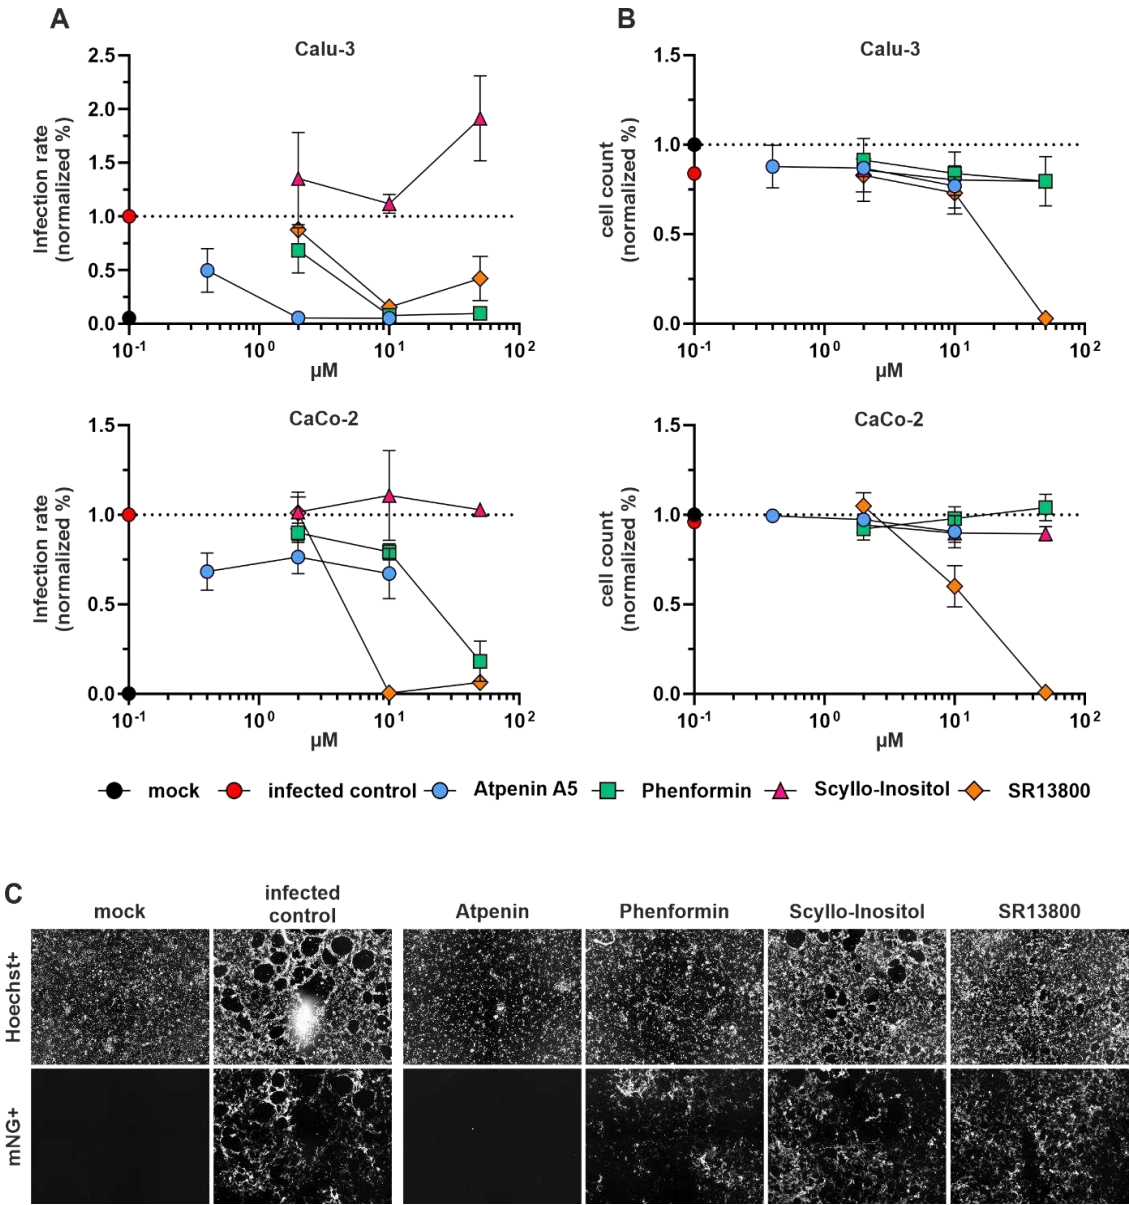 A
B
Calu-3
Calu-3
Infection rate
(normalized %)
2.5
2.0
1.5
1.0
0.5
0.0
10⁻¹ 10⁰ 10¹ 10²
µM
cell count
(normalized %)
1.5
1.0
0.5
0.0
10⁻¹ 10⁰ 10¹ 10²
µM
CaCo-2
CaCo-2
Infection rate
(normalized %)
1.5
1.0
0.5
0.0
10⁻¹ 10⁰ 10¹ 10²
µM
cell count
(normalized %)
1.5
1.0
0.5
0.0
10⁻¹ 10⁰ 10¹ 10²
µM
mock infected control Atpenin A5 Phenformin Scyllo-Inositol SR13800
C
mock
infected
control
Atpenin
Phenformin
Scyllo-Inositol
SR13800
Hoechst+
mNG+